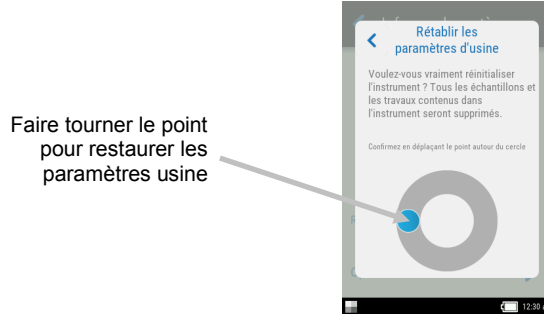 Faire tourner le point
pour restaurer les
paramètres usine
Rétablir les
paramètres d'usine
Voulez-vous vraiment réinitialiser
l'instrument ? Tous les échantillons et
les travaux contenus dans
l'instrument seront supprimés.
Confirmez en déplaçant le point autour du cercle
12:30